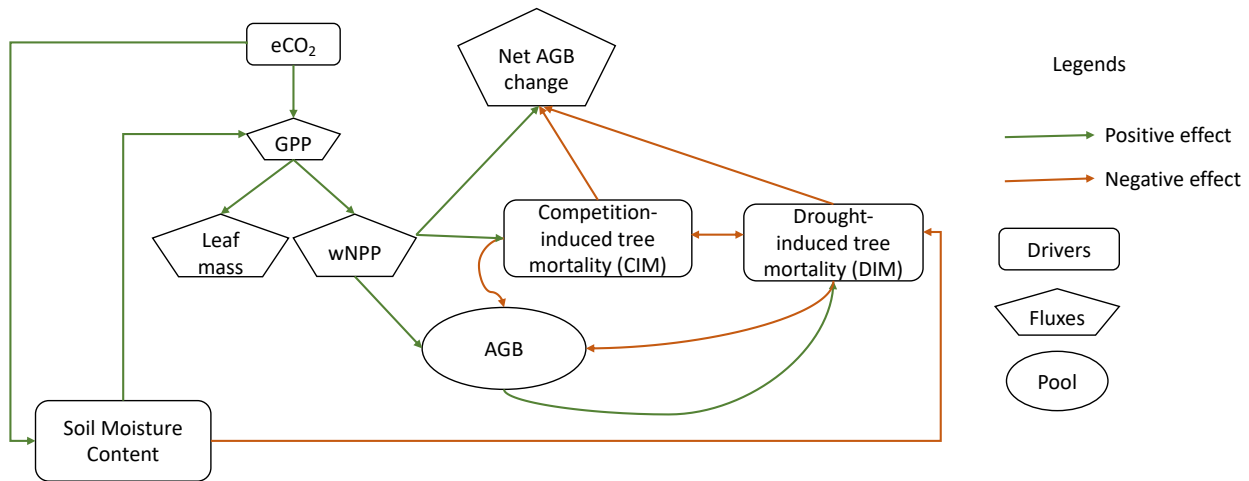 eCO₂
Net AGB
change
Legends
GPP
Positive effect
Negative effect
Leaf
mass
wNPP
Competition-
induced tree
mortality (CIM)
Drought-
induced tree
mortality (DIM)
Drivers
Fluxes
AGB
Pool
Soil Moisture
Content